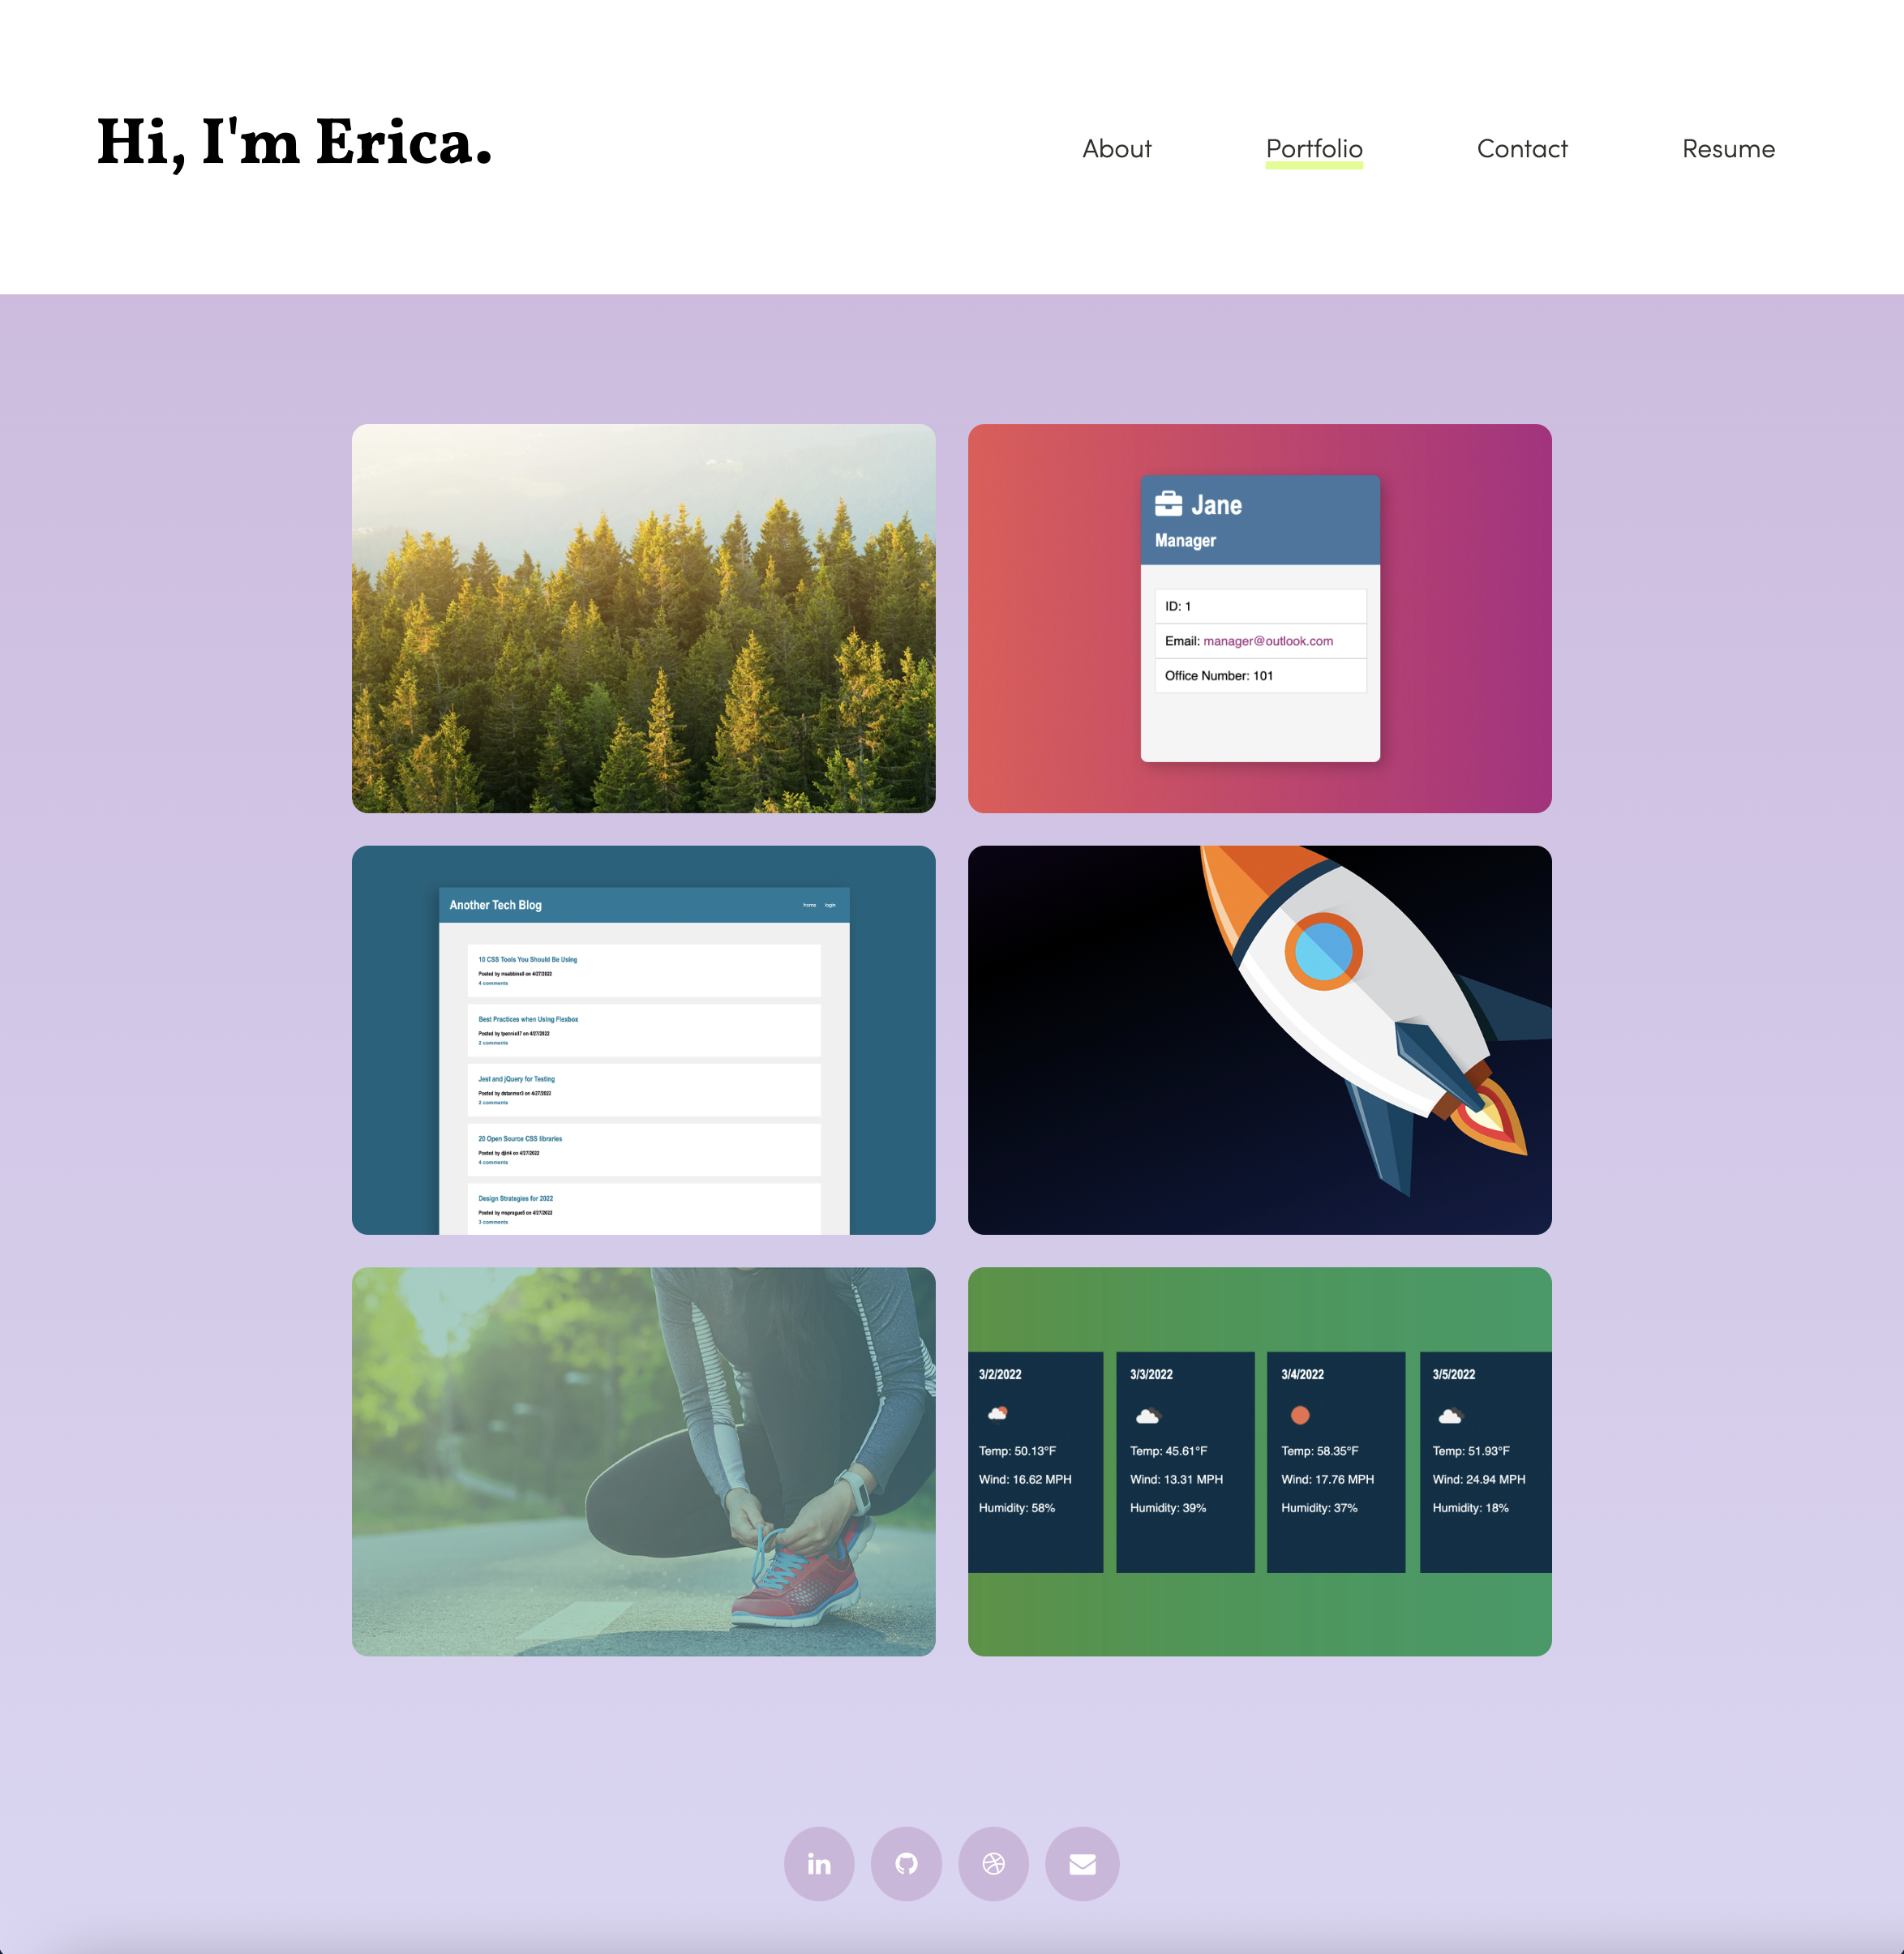 Hi, I'm Erica.
About Portfolio Contact Resume
Jane
Manager
ID: 1
Email: manager@outlook.com
Office Number: 101
Another Tech Blog
home login
10 CSS Tools You Should Be Using
Posted by msabbins0 on 4/27/2022
4 comments
Best Practices when Using Flexbox
Posted by on 4/27/2022
2 comments
Jest and jQuery for Testing
Posted by on 4/27/2022
2 comments
20 Open Source CSS libraries
Posted by on 4/27/2022
4 comments
Design Strategies for 2022
Posted by msprague5 on 4/27/2022
3 comments
3/2/2022
Temp: 50.13°F
Wind: 16.62 MPH
Humidity: 58%
3/3/2022
Temp: 45.61°F
Wind: 13.31 MPH
Humidity: 39%
3/4/2022
Temp: 58.35°F
Wind: 17.76 MPH
Humidity: 37%
3/5/2022
Temp: 51.93°F
Wind: 24.94 MPH
Humidity: 18%
in